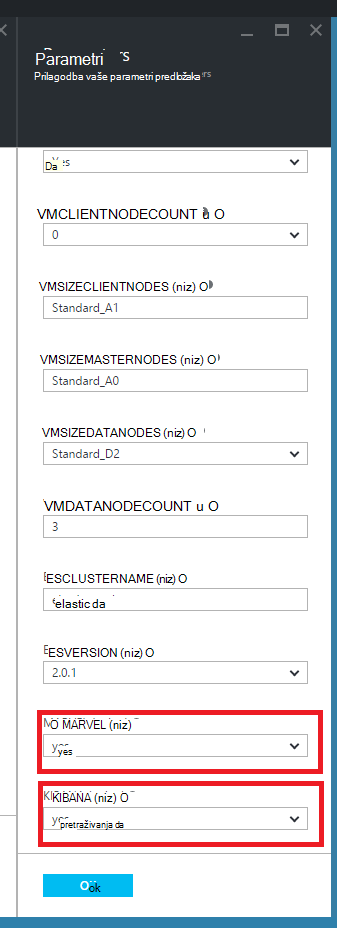 Parametri
Prilagodba vaše parametri predložaka
Da
VMCLIENTNODECOUNT u O
0
VMSIZECLIENTNODES (niz) O
Standard_A1
VMSIZEMASTERNODES (niz) O
Standard_A0
VMSIZEDATANODES (niz) O
Standard_D2
VMDATANODECOUNT u O
3
ESCLUSTERNAME (niz) O
elastic da
ESVERSION (niz) O
2.0.1
O MARVEL (niz)
yes
KIBANA (niz) O
pretraživanja da
ok